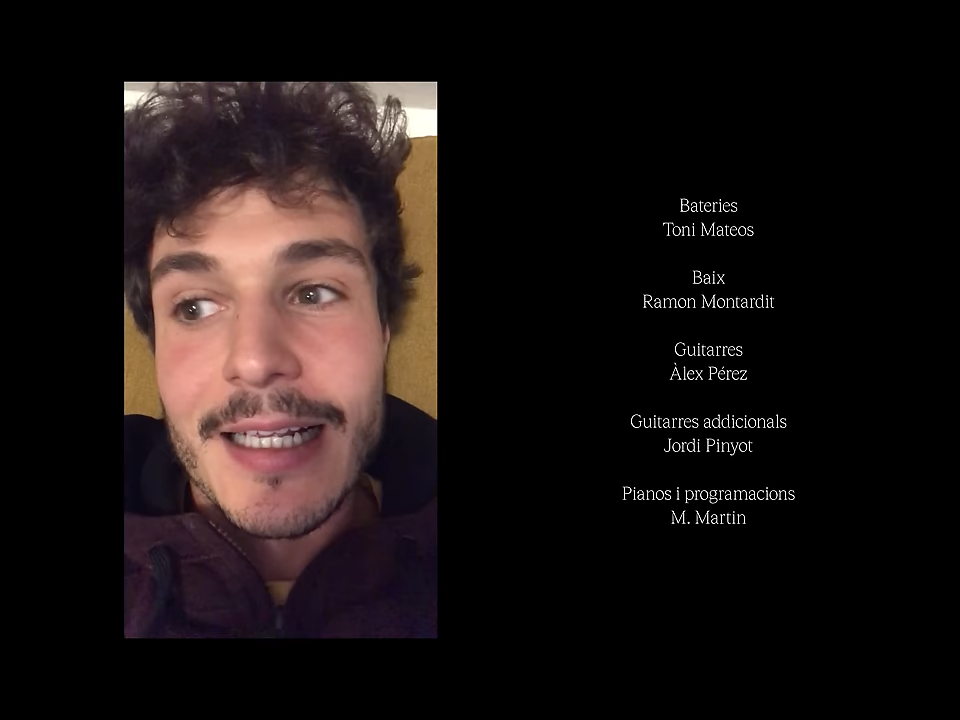 Bateries
Toni Mateos
Baix
Ramon Montardit
Guitarres
Àlex Pérez
Guitarres addicionals
Jordi Pinyot
Pianos i programacions
M. Martin